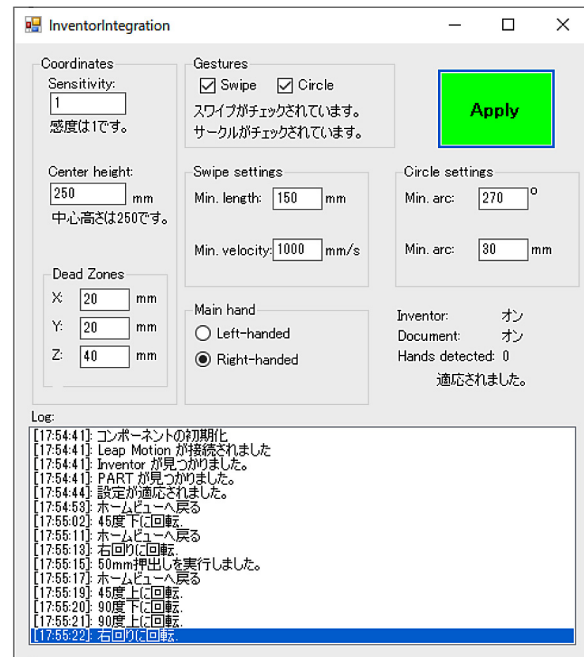 InventorIntegration
Coordinates
Sensitivity:
1
感度は1です。
Center height:
250 mm
中心高さは250です。
Dead Zones
X: 20 mm
Y: 20 mm
Z: 40 mm
Gestures
Swipe Circle
スワイプがチェックされています。
サークルがチェックされています。
Apply
Swipe settings
Min. length: 150 mm
Min. velocity: 1000 mm/s
Circle settings
Min. arc: 270 °
Min. arc: 30 mm
Main hand
Left-handed
Right-handed
Inventor: オン
Document: オン
Hands detected: 0
適応されました。
Log:
[17:54:41]: コンポーネントの初期化
[17:54:41]: Leap Motion が接続されました
[17:54:41]: Inventor が見つかりました。
[17:54:41]: PART が見つかりました。
[17:54:44]: 設定が適応されました。
[17:54:53]: ホームビューへ戻る
[17:55:02]: 45度下に回転.
[17:55:11]: ホームビューへ戻る
[17:55:13]: 右回りに回転.
[17:55:15]: 50mm押出しを実行しました。
[17:55:17]: ホームビューへ戻る
[17:55:19]: 45度上に回転.
[17:55:20]: 90度下に回転.
[17:55:21]: 90度上に回転.
[17:55:22]: 右回りに回転.